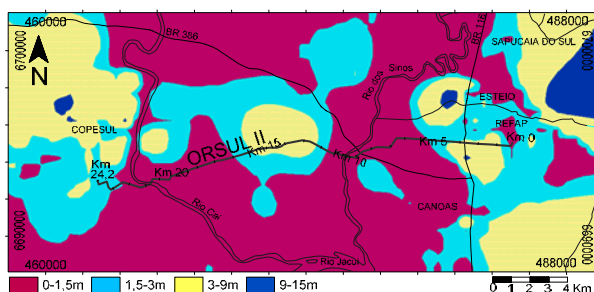 460000
488000
BR 386
BR 116
6700000
6700000
N
SAPUCAIA DO SUL
Rio dos Sinos
ESTEIO
COPESUL
REFAP
ORSUL II
Km 15
Km 10
Km 5
Km 0
Km
24,2
Km 20
CANOAS
Rio Caí
6690000
6690000
Rio Jacuí
460000
488000
0-1,5m
1,5-3m
3-9m
9-15m
0 1 2 3 4 Km